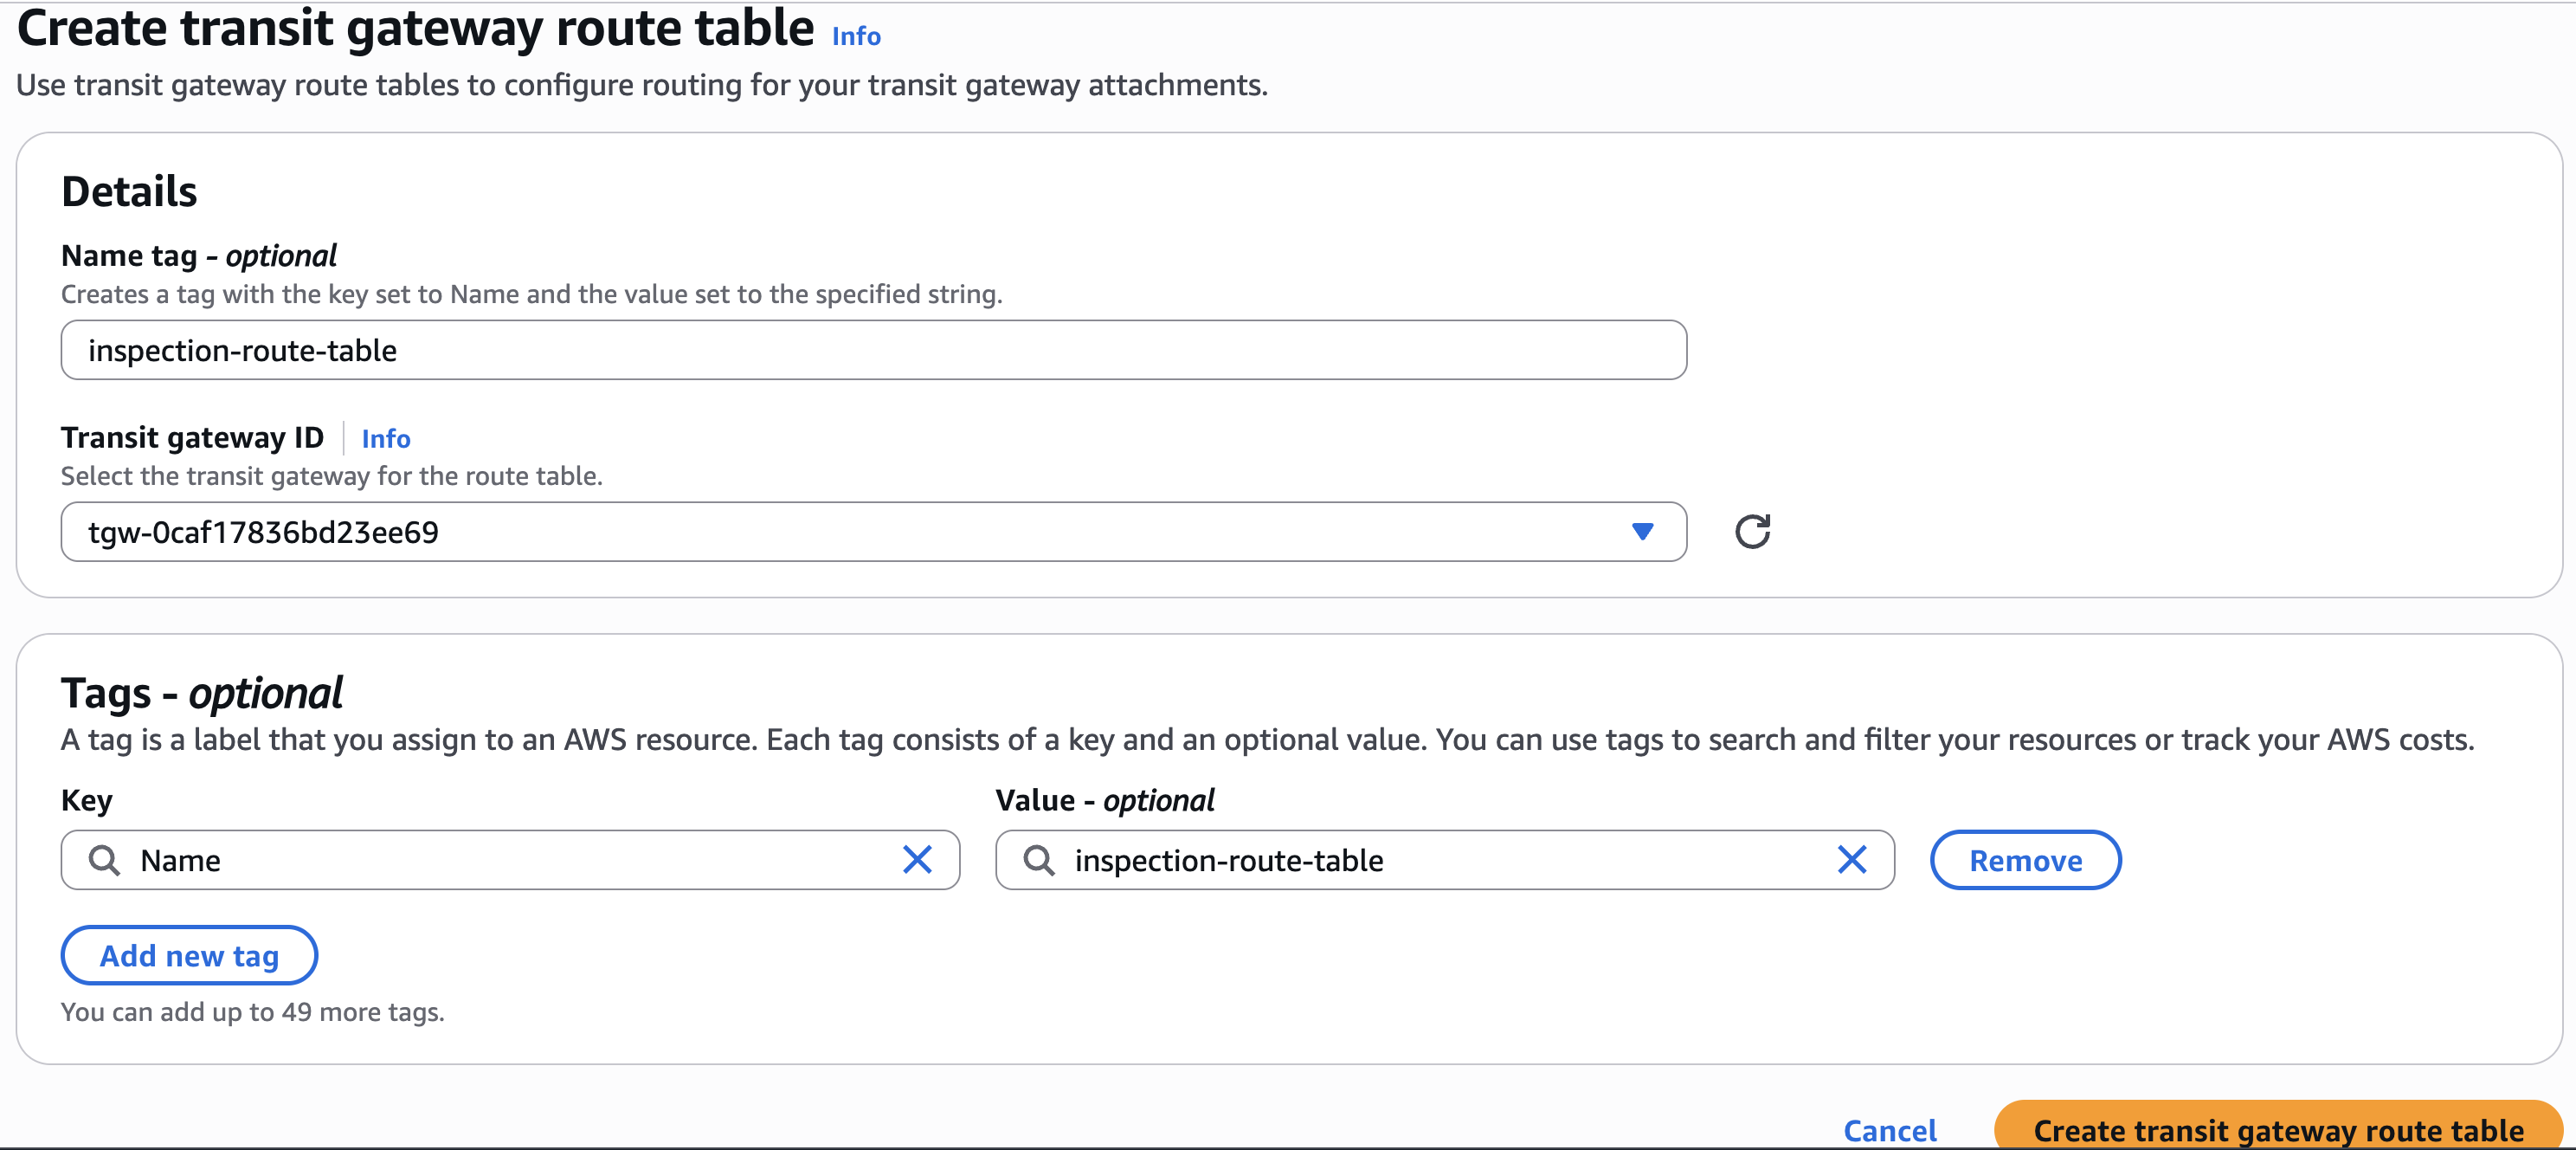 Create transit gateway route table Info
Use transit gateway route tables to configure routing for your transit gateway attachments.
Details
Name tag - optional
Creates a tag with the key set to Name and the value set to the specified string.
inspection-route-table
Transit gateway ID Info
Select the transit gateway for the route table.
tgw-0caf17836bd23ee69
Tags - optional
A tag is a label that you assign to an AWS resource. Each tag consists of a key and an optional value. You can use tags to search and filter your resources or track your AWS costs.
Key Value - optional
Name inspection-route-table Remove
Add new tag
You can add up to 49 more tags.
Cancel Create transit gateway route table